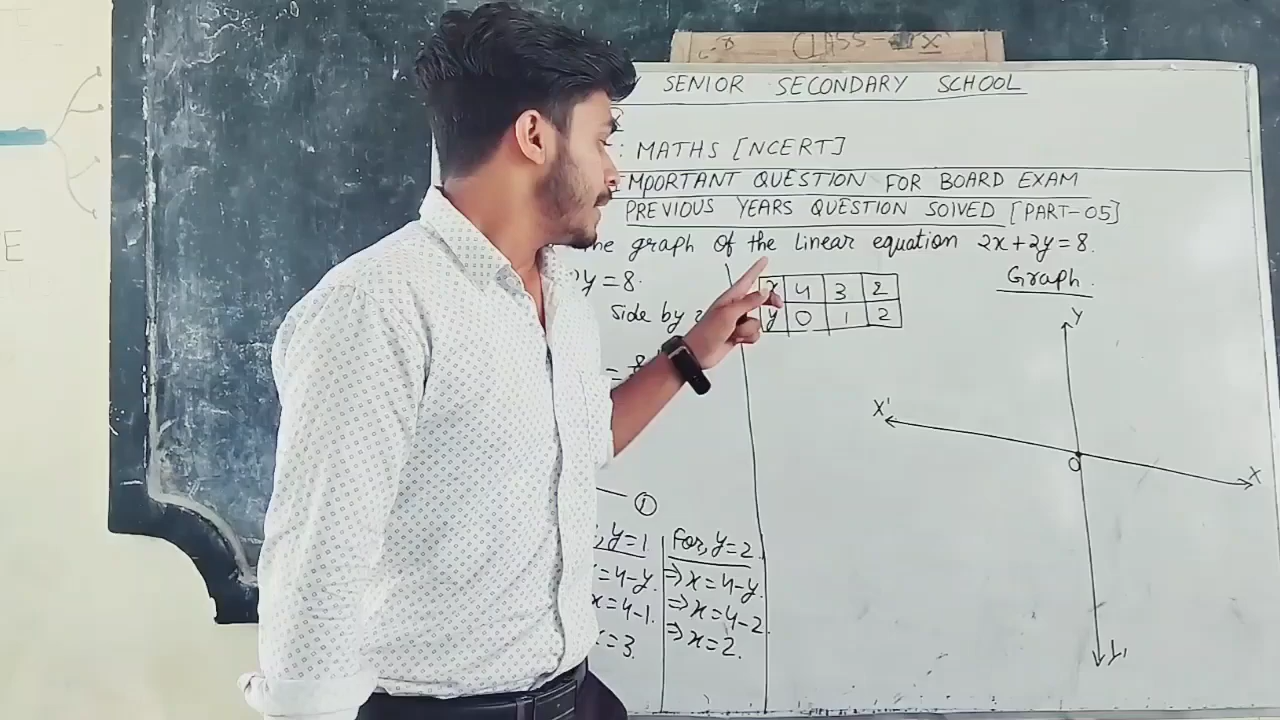 CLASS - X
SENIOR SECONDARY SCHOOL
: MATHS [NCERT]
IMPORTANT QUESTION FOR BOARD EXAM
PREVIOUS YEARS QUESTION SOLVED [PART-05]
the graph of the linear equation 2x+2y=8.
y=8.
side by
x 4 3 2
y 0 1 2
Graph
①
y=1
=4-y.
x=4-1.
=3.
For, y=2
⇒x=4-y.
⇒x=4-2.
⇒x=2.
Y
X'
O
X
Y'
E